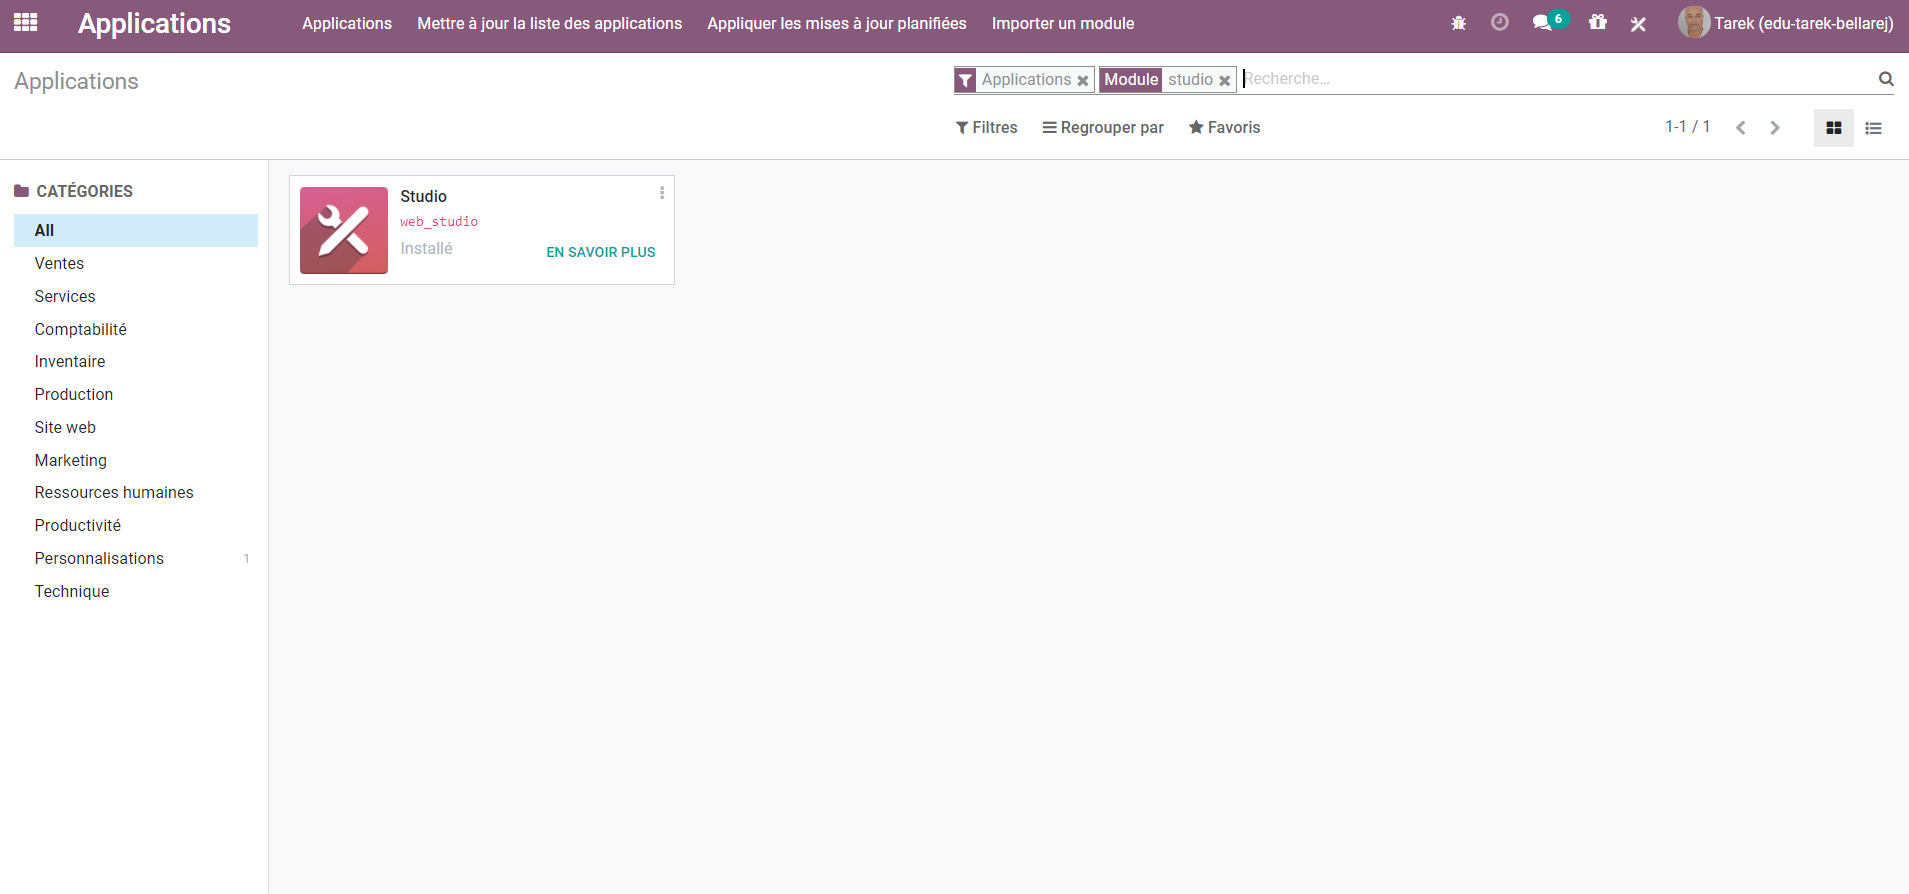 Applications
Applications Mettre à jour la liste des applications Appliquer les mises à jour planifiées Importer un module
6
Tarek (edu-tarek-bellarej)
Applications
Applications Module studio Recherche...
Filtres Regrouper par Favoris
1-1 / 1
CATÉGORIES
All
Ventes
Services
Comptabilité
Inventaire
Production
Site web
Marketing
Ressources humaines
Productivité
Personnalisations 1
Technique
Studio
web_studio
Installé
EN SAVOIR PLUS